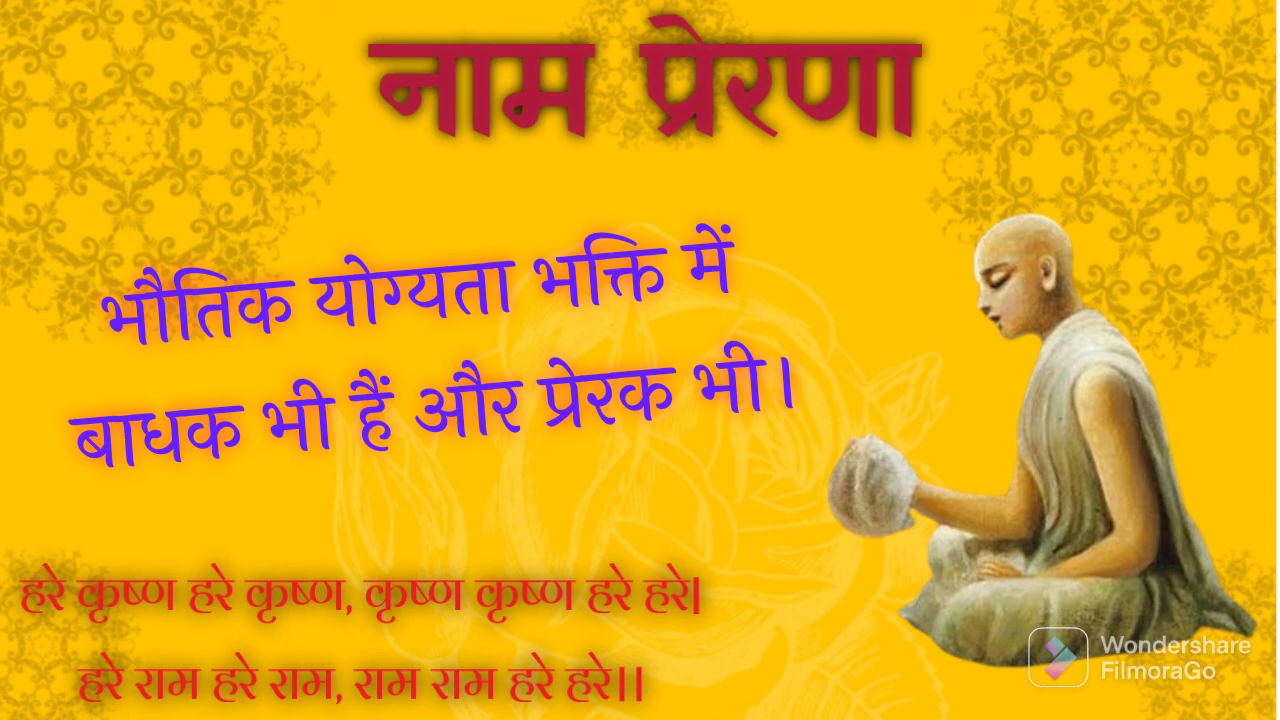 नाम प्रेरणा
भौतिक योग्यता भक्ति में
बाधक भी हैं और प्रेरक भी।
हरे कृष्ण हरे कृष्ण, कृष्ण कृष्ण हरे हरे|
हरे राम हरे राम, राम राम हरे हरे।।
Wondershare
FilmoraGo